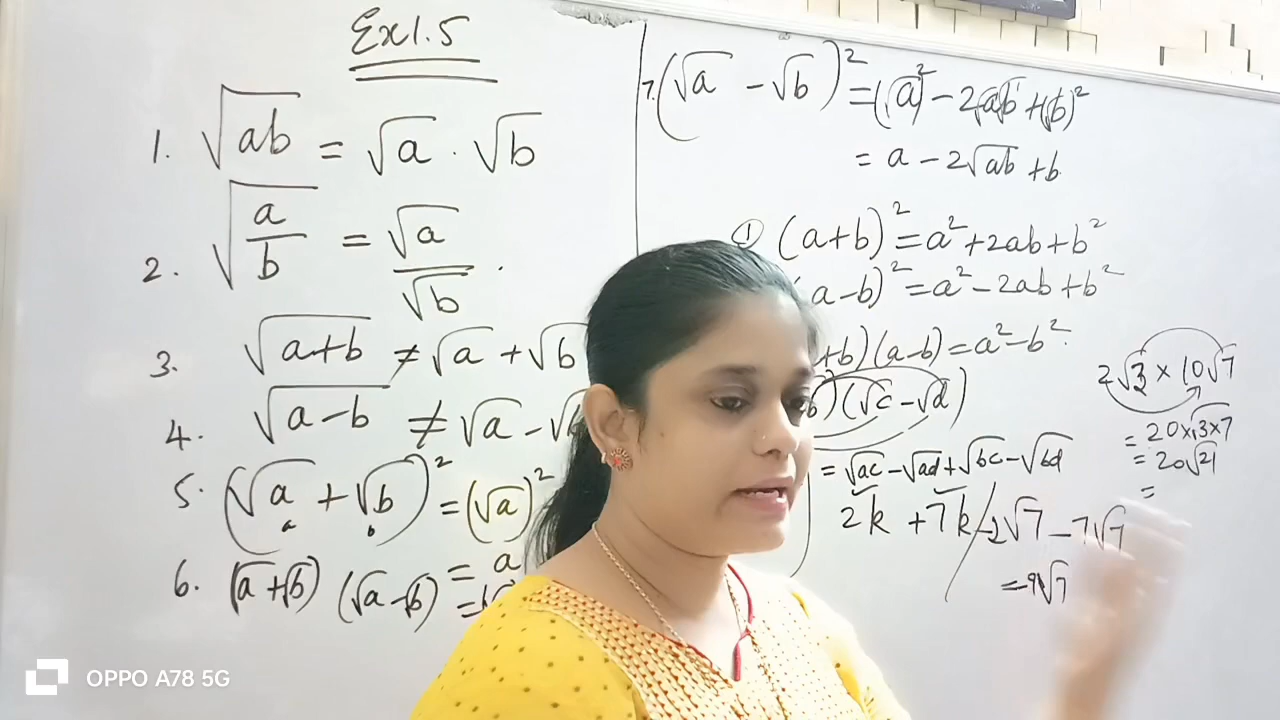 Ex 1.5
1. √ab = √a . √b
2. √(a/b) = √a/√b .
3. √a+b ≠ √a + √b
4. √a-b ≠ √a - √
5. (√a + √b)² = (√a)²
= a
6. (√a+√b) (√a-√b) =
7. (√a - √b)² = (√a)² - 2√a√b + (√b)²
= a - 2√ab + b
① (a+b)² = a² + 2ab + b²
a-b)² = a² - 2ab + b²
+b)(a-b) = a² - b².
b)(√c - √d)
= √ac - √ad + √bc - √bd
2k + 7k
-2√7 - 7√7
= -9√7
2√3 × 10√7
= 20 × √3×7
= 20√21
=
OPPO A78 5G